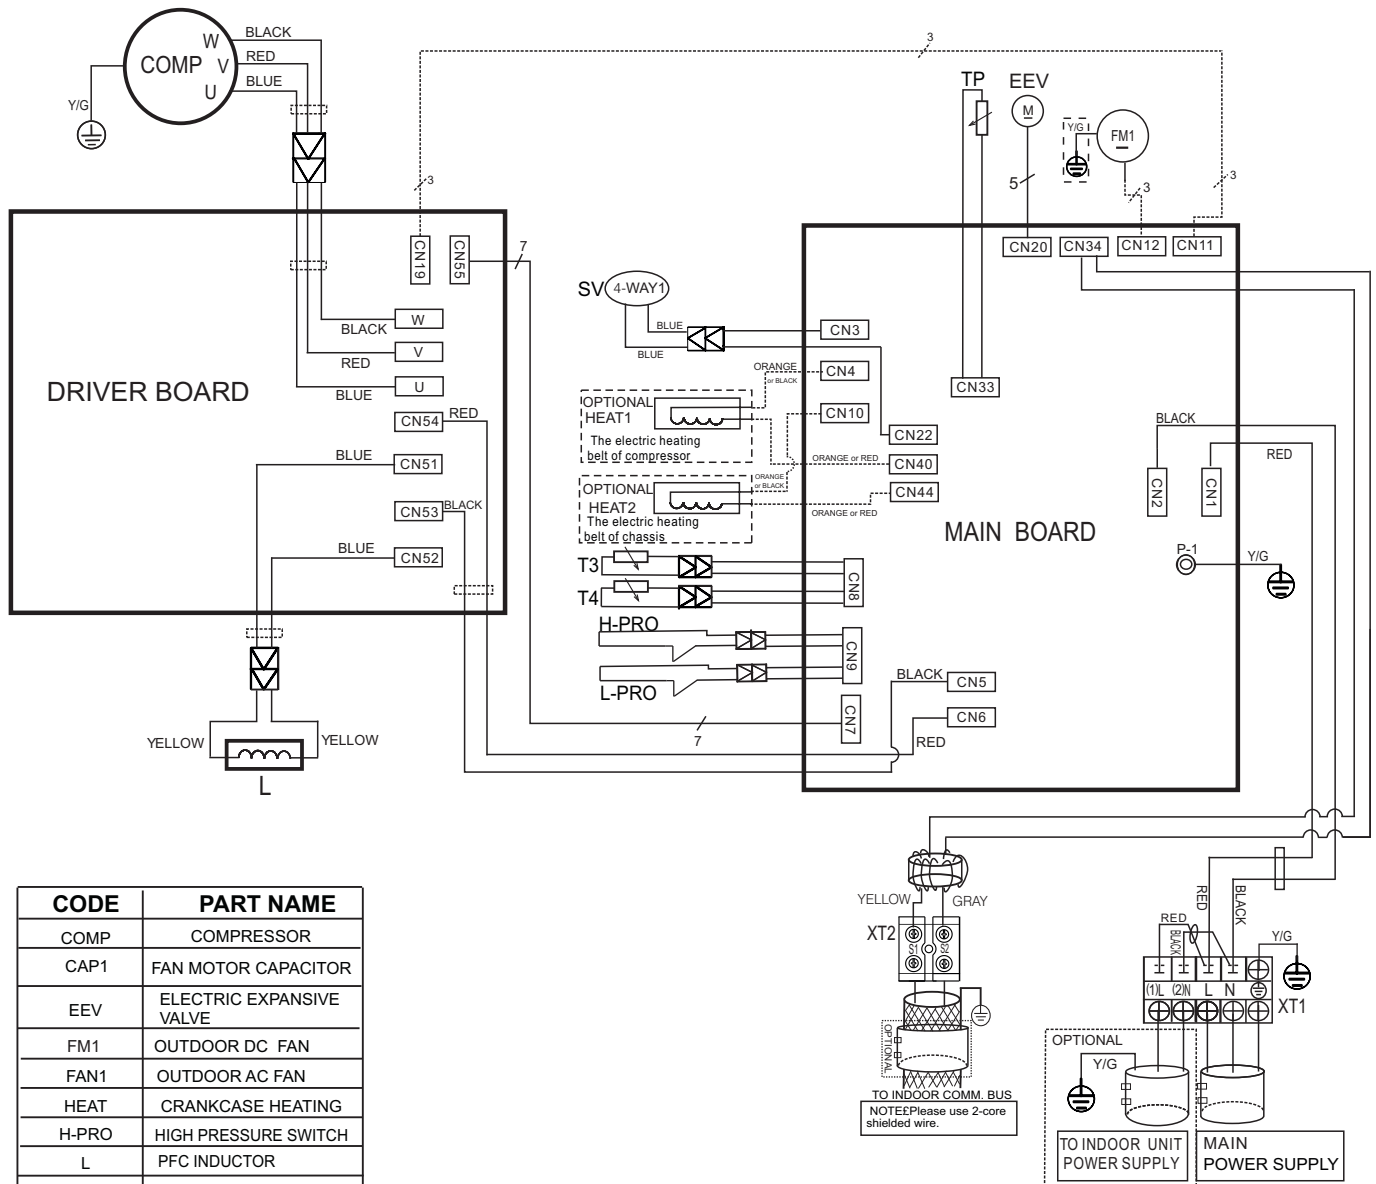 BLACK
W
RED
COMP V
U
BLUE
Y/G
3
TP
EEV
M
Y/G
FM1
3
5
3
3
CN19
CN55
7
CN20
CN34
CN12
CN11
SV
4-WAY1
BLUE
BLUE
CN3
W
BLACK
V
RED
U
BLUE
DRIVER BOARD
CN54
RED
BLUE
CN51
CN53
BLACK
BLUE
CN52
ORANGE
or BLACK
CN4
CN33
OPTIONAL
HEAT1
The electric heating
belt of compressor
CN10
CN22
ORANGE or RED
CN40
ORANGE
or BLACK
CN44
OPTIONAL
HEAT2
The electric heating
belt of chassis
ORANGE or RED
BLACK
RED
CN2
CN1
MAIN BOARD
P-1
Y/G
T3
T4
CN8
H-PRO
CN9
L-PRO
BLACK
CN5
CN7
CN6
7
RED
YELLOW
YELLOW
L
CODE PART NAME
COMP COMPRESSOR
CAP1 FAN MOTOR CAPACITOR
EEV ELECTRIC EXPANSIVE
VALVE
FM1 OUTDOOR DC FAN
FAN1 OUTDOOR AC FAN
HEAT CRANKCASE HEATING
H-PRO HIGH PRESSURE SWITCH
L PFC INDUCTOR
YELLOW
GRAY
XT2
S1
S2
OPTIONAL
TO INDOOR COMM. BUS
NOTE£Please use 2-core
shielded wire.
RED
BLACK
RED
BLACK
Y/G
(1)L (2)N L N
XT1
OPTIONAL
Y/G
TO INDOOR UNIT
POWER SUPPLY
MAIN
POWER SUPPLY